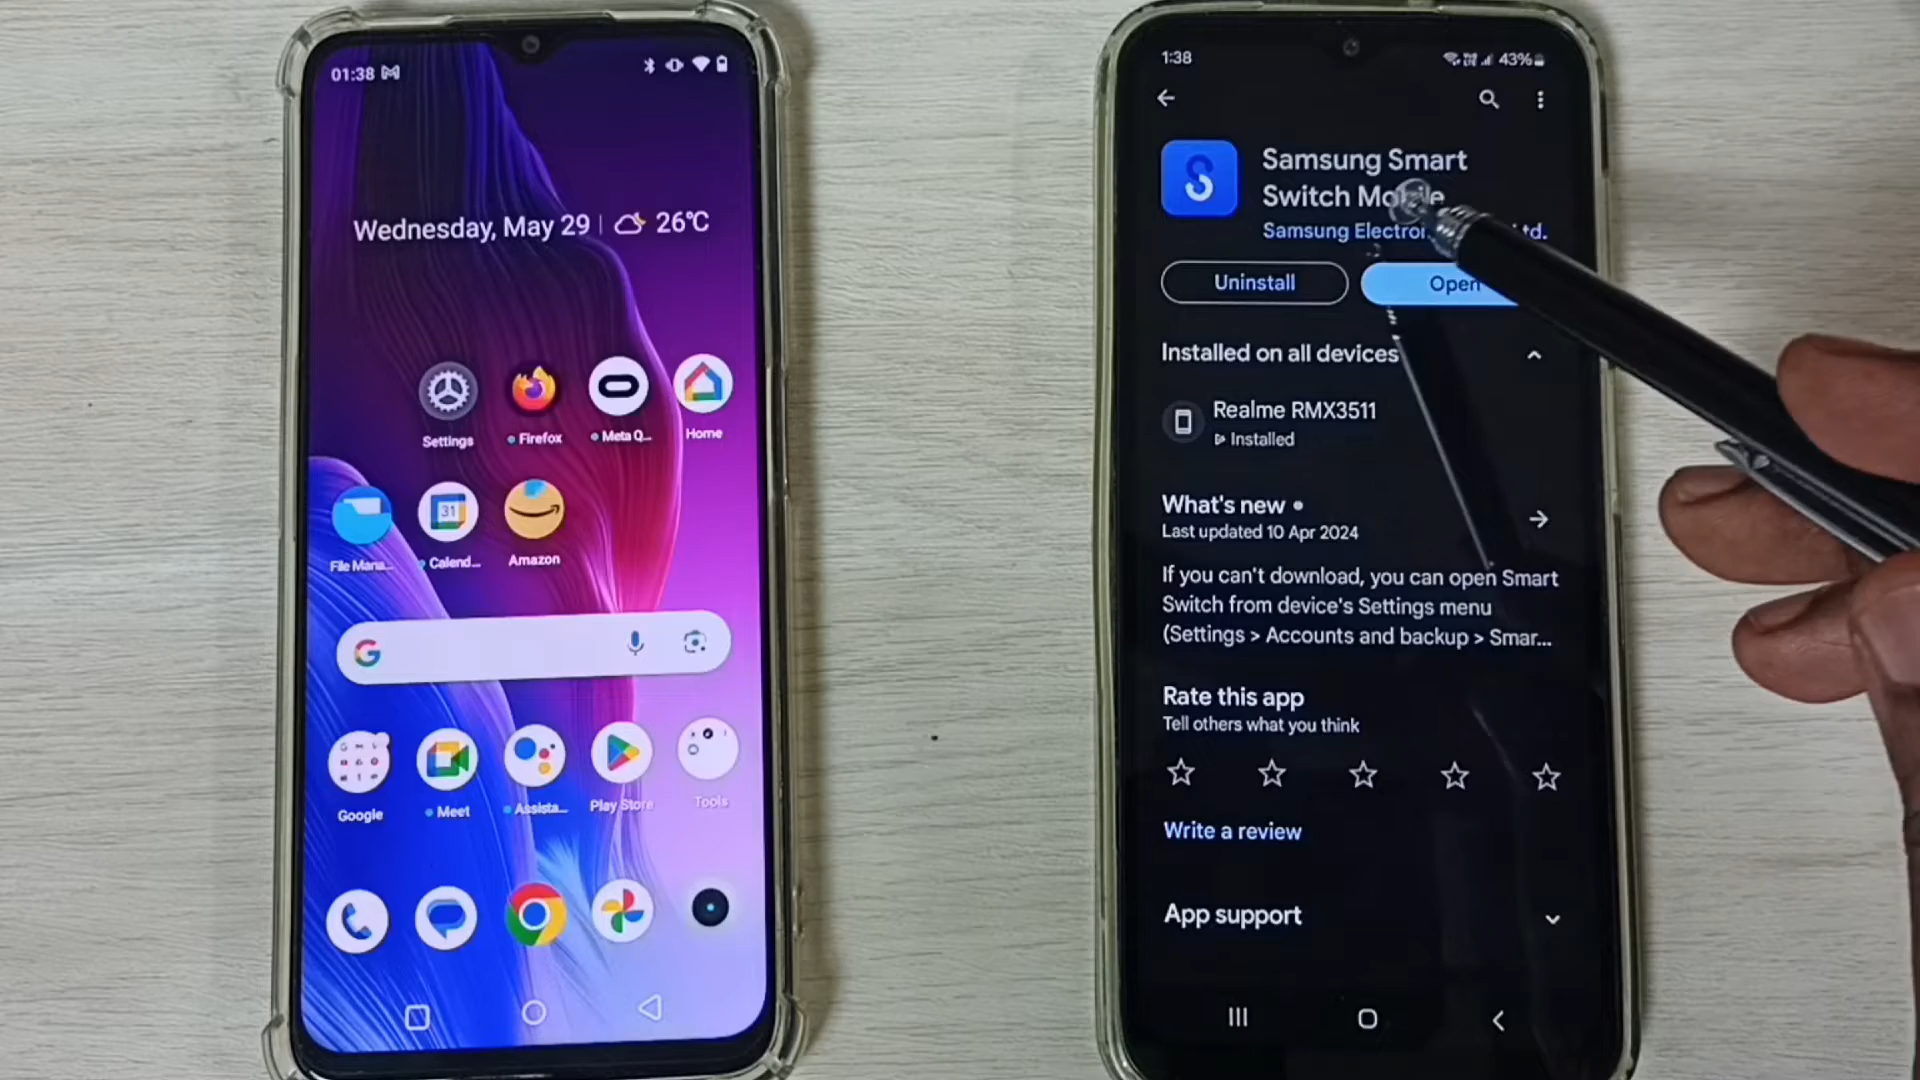 01:38
Wednesday, May 29 26°C
Settings
Firefox
Meta Q...
Home
File Mana...
Calend...
Amazon
31
Google
Meet
Assista...
Play Store
Tools
1:38
43%
Samsung Smart
Switch
Samsung
Uninstall
Open
Installed on all devices
Realme RMX3511
Installed
What's new
Last updated 10 Apr 2024
If you can't download, you can open Smart
Switch from device's Settings menu
(Settings > Accounts and backup > Smar...
Rate this app
Tell others what you think
Write a review
App support